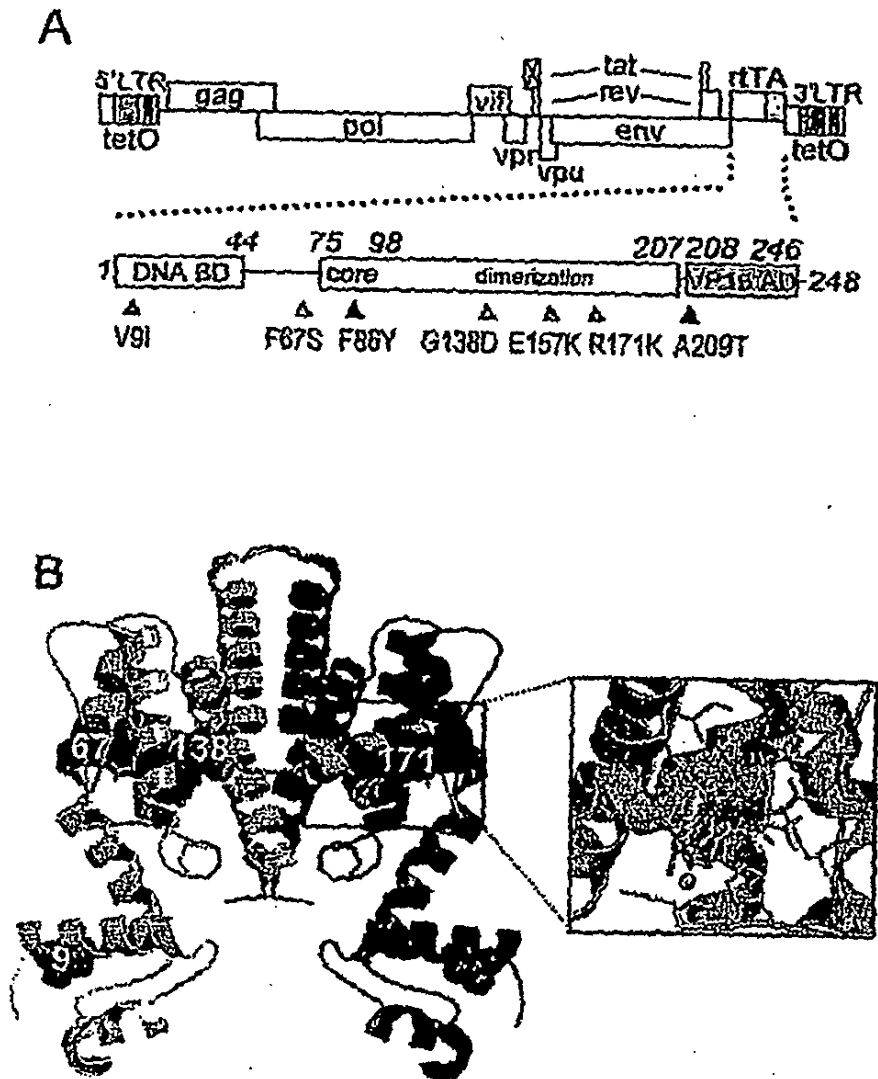 A
5'LTR gag vif tat rtTA 3'LTR
rev
tetO pol vpr vpu env tetO
44 75 98 207 208 246
1 DNA BD core dimerization VP16 AD 248
V9I F67S F86Y G138D E157K R171K A209T
B
67 138 171
9